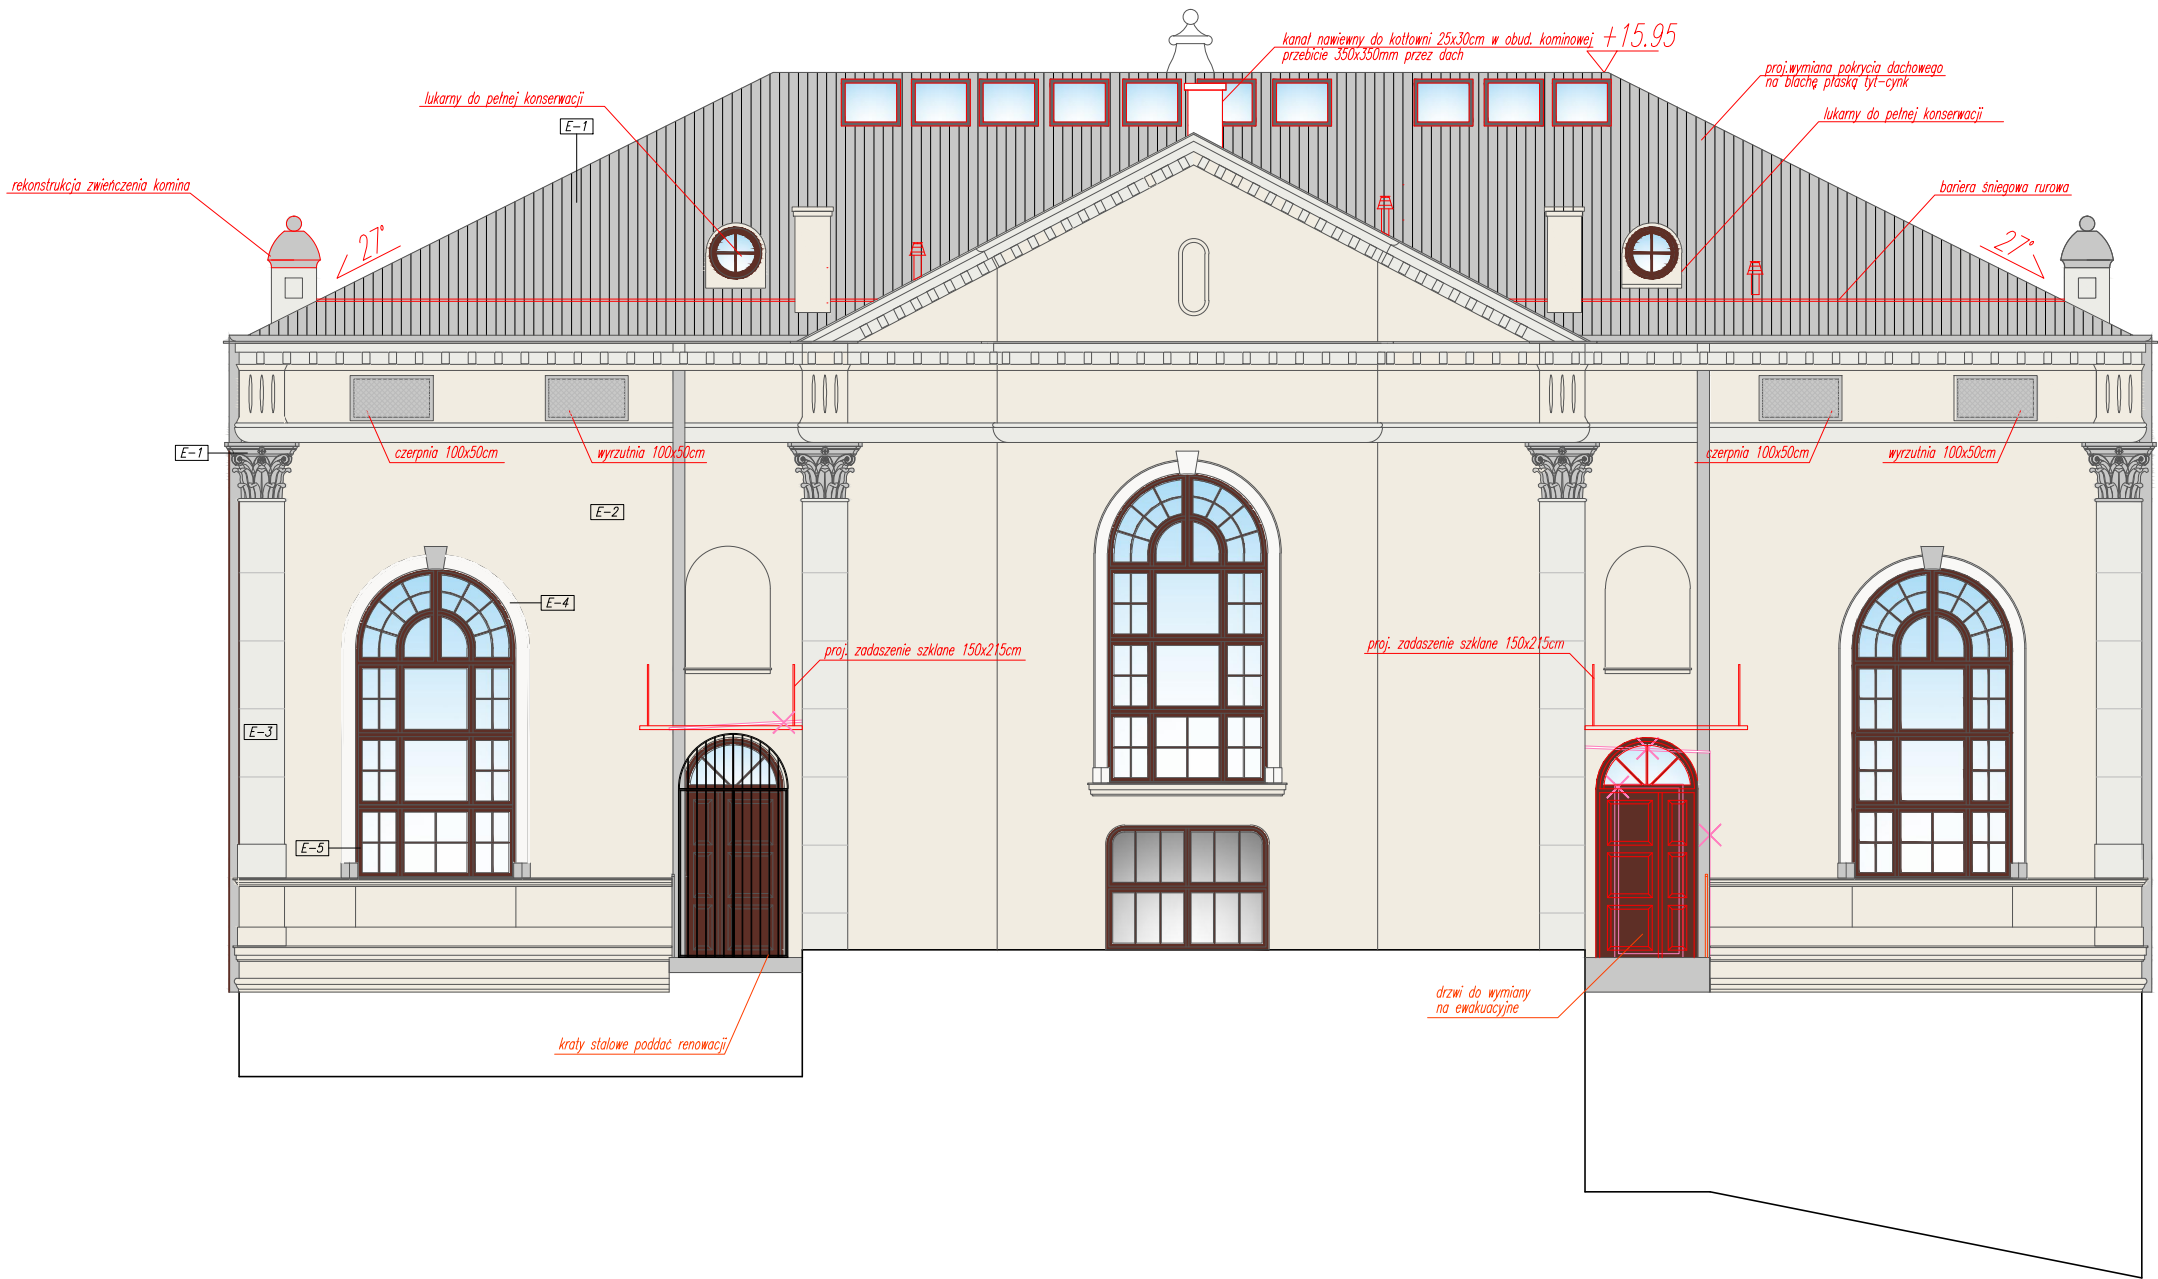 kanał nawiewny do kotłowni 25x30cm w obud. kominowej
przebicie 350x350mm przez dach
+15.95
proj.wymiana pokrycia dachowego
na blachę płaską tyt-cynk
lukarny do pełnej konserwacji
lukarny do pełnej konserwacji
E-1
rekonstrukcja zwieńczenia komina
bariera śniegowa rurowa
27°
27°
E-1
czerpnia 100x50cm
wyrzutnia 100x50cm
czerpnia 100x50cm
wyrzutnia 100x50cm
E-2
E-4
proj. zadaszenie szklane 150x215cm
proj. zadaszenie szklane 150x215cm
E-3
E-5
drzwi do wymiany
na ewakuacyjne
kraty stalowe poddać renowacji